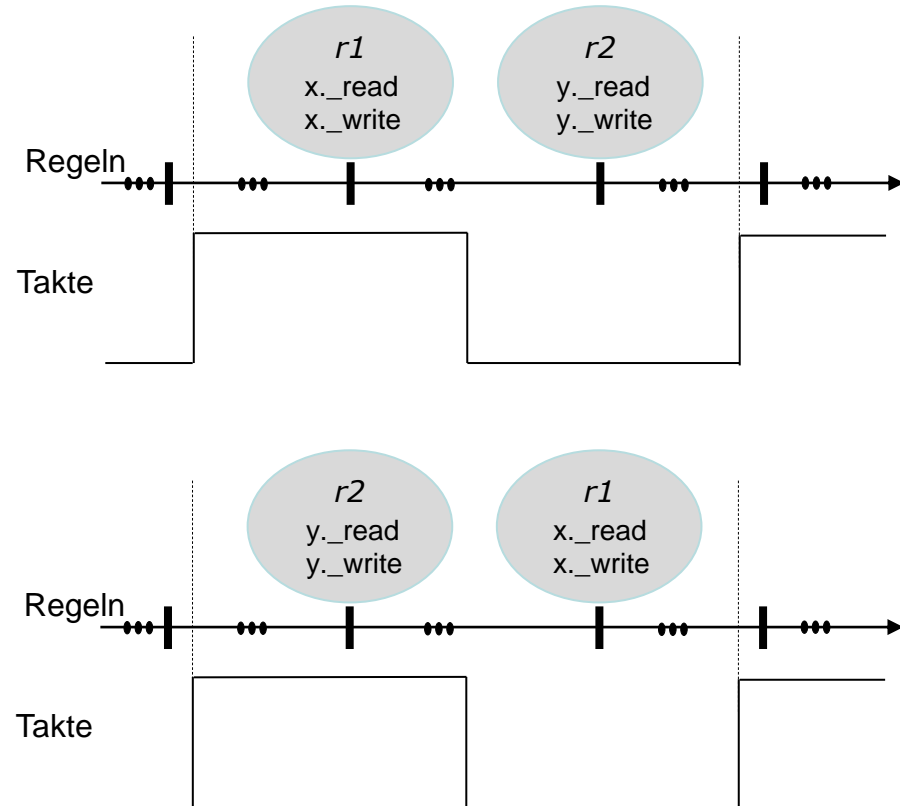 r1
x._read
x._write
r2
y._read
y._write
Regeln
Takte
r2
y._read
y._write
r1
x._read
x._write
Regeln
Takte